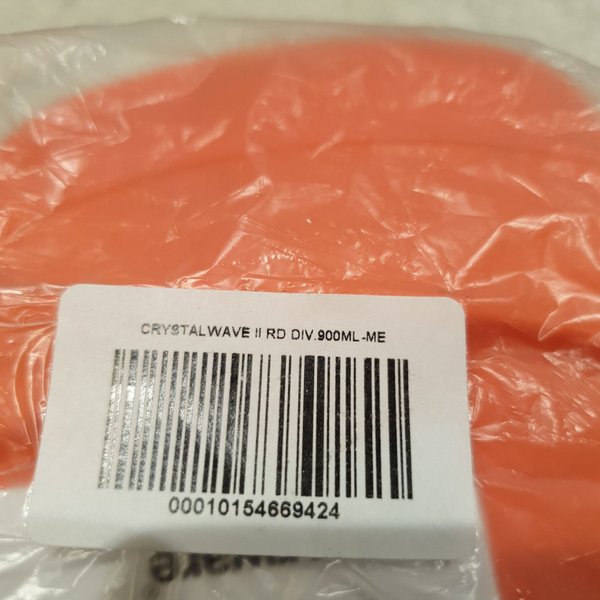 CRYSTALWAVE II RD DIV.900ML-ME
00010154669424